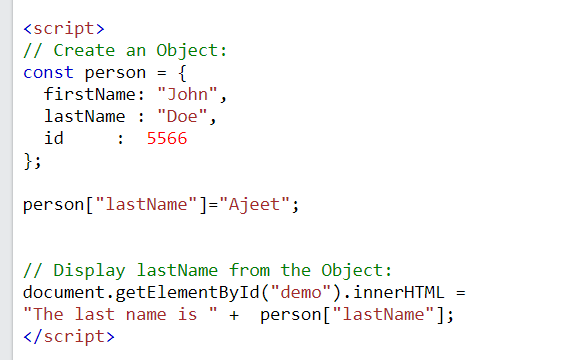 <script>
// Create an Object:
const person = {
  firstName: "John",
  lastName : "Doe",
  id     :  5566
};
person["lastName"]="Ajeet";
// Display lastName from the Object:
document.getElementById("demo").innerHTML =
"The last name is " +  person["lastName"];
</script>